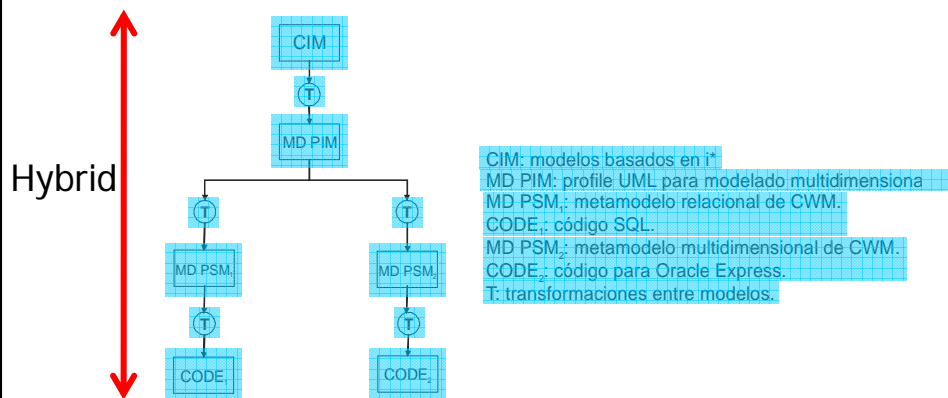 CIM
T
MD PIM
Hybrid
T
T
MD PSM₁
MD PSM₂
T
T
CODE₁
CODE₂
CIM: modelos basados en i*
MD PIM: profile UML para modelado multidimensiona
MD PSM₁: metamodelo relacional de CWM.
CODE₁: código SQL.
MD PSM₂: metamodelo multidimensional de CWM.
CODE₂: código para Oracle Express.
T: transformaciones entre modelos.